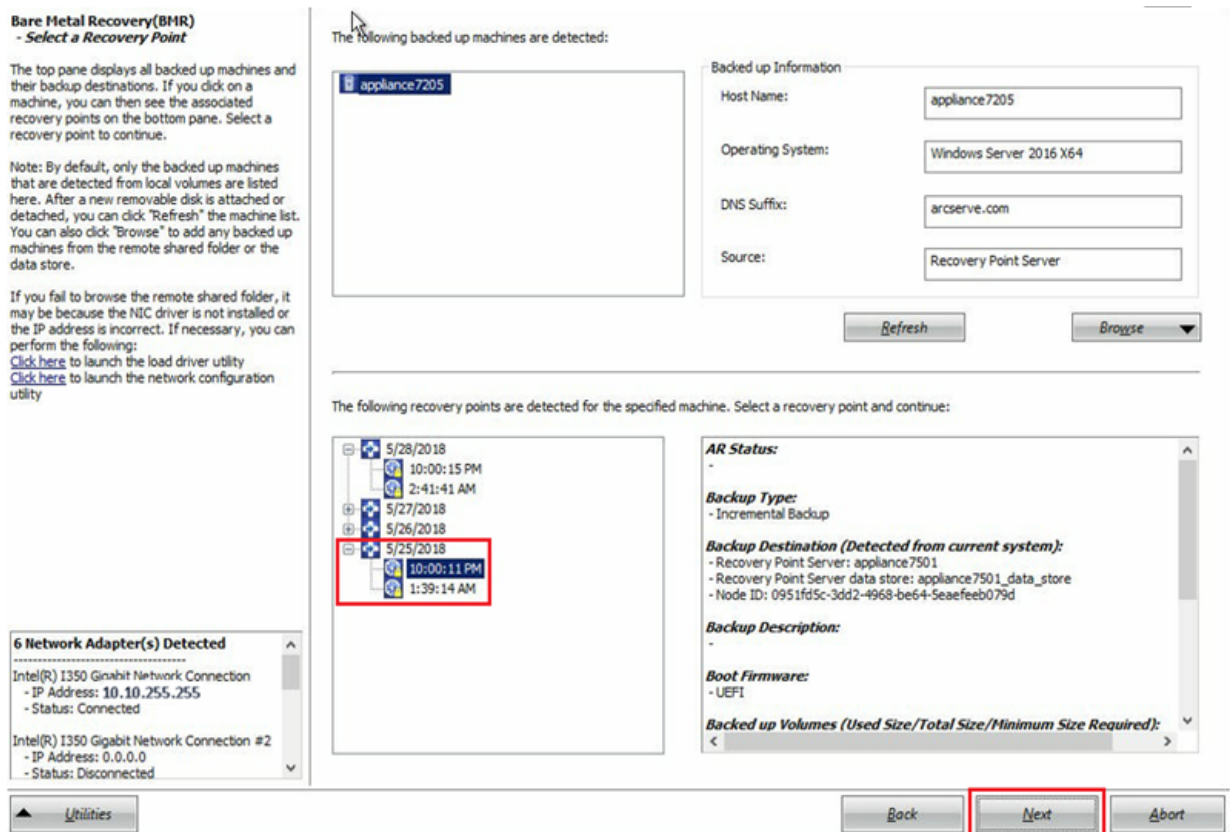 Bare Metal Recovery(BMR)
- Select a Recovery Point
The top pane displays all backed up machines and
their backup destinations. If you click on a
machine, you can then see the associated
recovery points on the bottom pane. Select a
recovery point to continue.
Note: By default, only the backed up machines
that are detected from local volumes are listed
here. After a new removable disk is attached or
detached, you can click "Refresh" the machine list.
You can also click "Browse" to add any backed up
machines from the remote shared folder or the
data store.
If you fail to browse the remote shared folder, it
may be because the NIC driver is not installed or
the IP address is incorrect. If necessary, you can
perform the following:
Click here to launch the load driver utility
Click here to launch the network configuration
utility
6 Network Adapter(s) Detected
-----------------------------------
Intel(R) I350 Gigabit Network Connection
- IP Address: 10.10.255.255
- Status: Connected
Intel(R) I350 Gigabit Network Connection #2
- IP Address: 0.0.0.0
- Status: Disconnected
The following backed up machines are detected:
appliance7205
Backed up Information
Host Name: appliance7205
Operating System: Windows Server 2016 X64
DNS Suffix: arcserve.com
Source: Recovery Point Server
Refresh Browse
The following recovery points are detected for the specified machine. Select a recovery point and continue:
5/28/2018
10:00:15 PM
2:41:41 AM
5/27/2018
5/26/2018
5/25/2018
10:00:11 PM
1:39:14 AM
AR Status:
-
Backup Type:
- Incremental Backup
Backup Destination (Detected from current system):
- Recovery Point Server: appliance7501
- Recovery Point Server data store: appliance7501_data_store
- Node ID: 0951fd5c-3dd2-4968-be64-5eaefeeb079d
Backup Description:
-
Boot Firmware:
- UEFI
Backed up Volumes (Used Size/Total Size/Minimum Size Required):
Utilities Back Next Abort